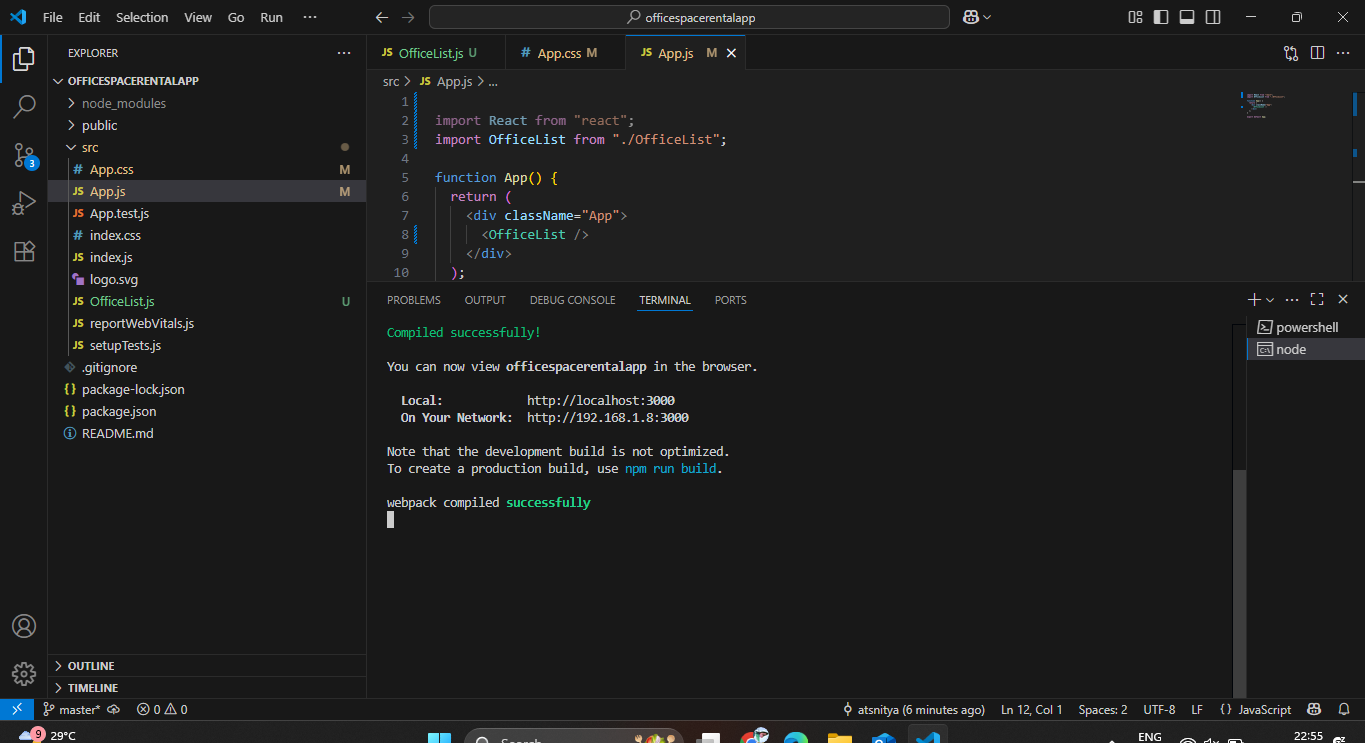 File Edit Selection View Go Run ···
officespacerentalapp
EXPLORER ···
OFFICESPACERENTALAPP
node_modules
public
src
# App.css M
JS App.js M
JS App.test.js
# index.css
JS index.js
logo.svg
JS OfficeList.js U
JS reportWebVitals.js
JS setupTests.js
.gitignore
{} package-lock.json
{} package.json
README.md
OUTLINE
TIMELINE
3
JS OfficeList.js U
# App.css M
JS App.js M
src > JS App.js > ...
1
2 import React from "react";
3 import OfficeList from "./OfficeList";
4
5 function App() {
6 return (
7 <div className="App">
8 <OfficeList />
9 </div>
10 );
PROBLEMS OUTPUT DEBUG CONSOLE TERMINAL PORTS
Compiled successfully!
You can now view officespacerentalapp in the browser.
Local: http://localhost:3000
On Your Network: http://192.168.1.8:3000
Note that the development build is not optimized.
To create a production build, use npm run build.
webpack compiled successfully
powershell
node
master* 0 0 atsnitya (6 minutes ago) Ln 12, Col 1 Spaces: 2 UTF-8 LF {} JavaScript
9 29°C
Search
ENG
22:55